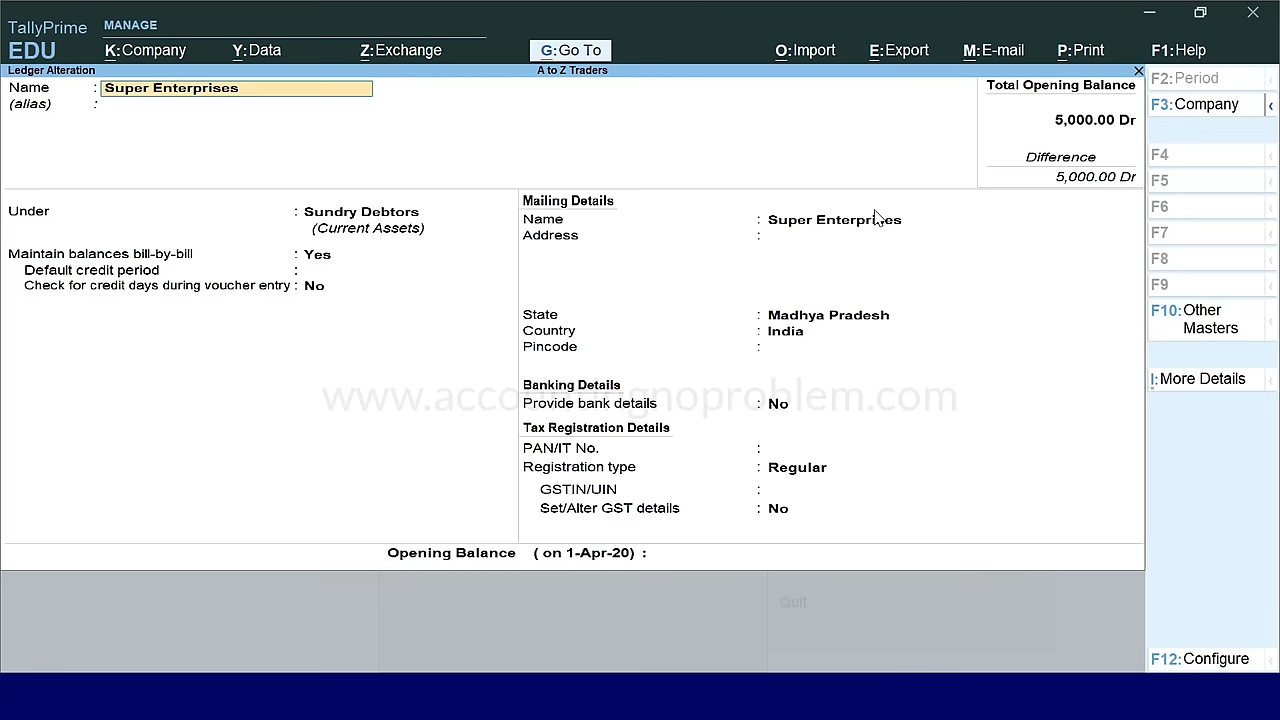 TallyPrime MANAGE
EDU K:Company Y:Data Z:Exchange G:Go To O:Import E:Export M:E-mail P:Print F1:Help
Ledger Alteration A to Z Traders
Name : Super Enterprises
(alias) :
Total Opening Balance
5,000.00 Dr
Difference
5,000.00 Dr
Under : Sundry Debtors
(Current Assets)
Maintain balances bill-by-bill : Yes
Default credit period :
Check for credit days during voucher entry : No
Mailing Details
Name : Super Enterprises
Address :
State : Madhya Pradesh
Country : India
Pincode :
Banking Details
Provide bank details : No
Tax Registration Details
PAN/IT No. :
Registration type : Regular
GSTIN/UIN :
Set/Alter GST details : No
Opening Balance ( on 1-Apr-20) :
www.accountingnoproblem.com
Quit
F2:Period
F3:Company
F4
F5
F6
F7
F8
F9
F10:Other
Masters
I:More Details
F12:Configure